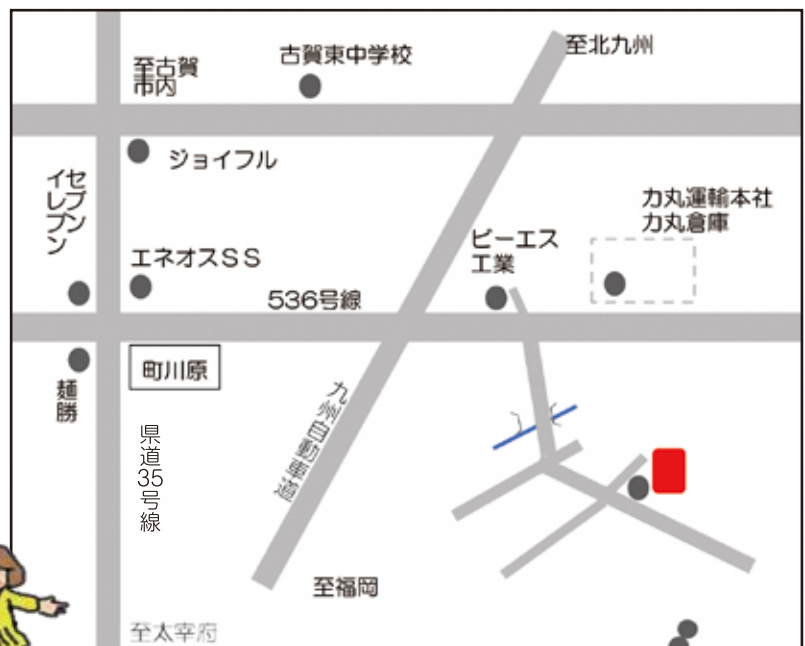 至北九州
古賀東中学校
至古賀
市内
ジョイフル
セブン
イレブン
力丸運輸本社
力丸倉庫
ピーエス
工業
エネオスＳＳ
536号線
町川原
麺勝
九州自動車道
県道35号線
至福岡
至太宰府